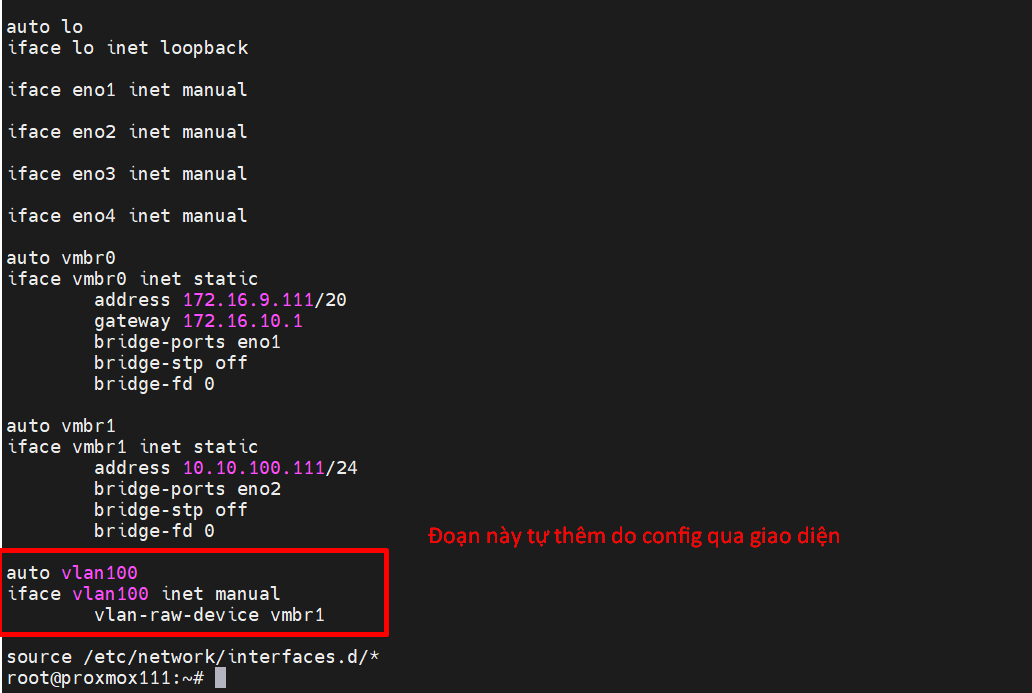 auto lo
iface lo inet loopback
iface eno1 inet manual
iface eno2 inet manual
iface eno3 inet manual
iface eno4 inet manual
auto vmbr0
iface vmbr0 inet static
address 172.16.9.111/20
gateway 172.16.10.1
bridge-ports eno1
bridge-stp off
bridge-fd 0
auto vmbr1
iface vmbr1 inet static
address 10.10.100.111/24
bridge-ports eno2
bridge-stp off
bridge-fd 0
Đoạn này tự thêm do config qua giao diện
auto vlan100
iface vlan100 inet manual
vlan-raw-device vmbr1
source /etc/network/interfaces.d/*
root@proxmox111:~#